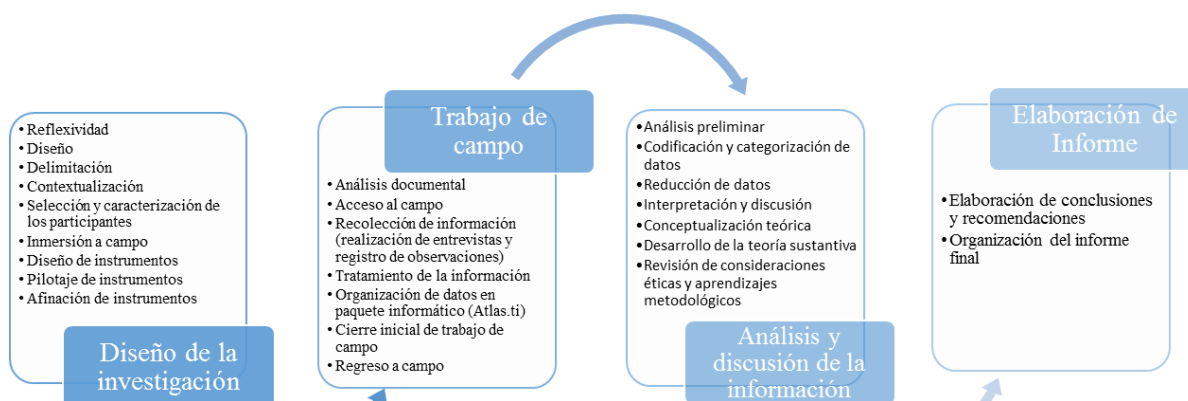 • Reflexividad
• Diseño
• Delimitación
• Contextualización
• Selección y caracterización de
los participantes
• Inmersión a campo
• Diseño de instrumentos
• Pilotaje de instrumentos
• Afinación de instrumentos
Diseño de la
investigación
Trabajo de
campo
• Análisis documental
• Acceso al campo
• Recolección de información
(realización de entrevistas y
registro de observaciones)
• Tratamiento de la información
• Organización de datos en
paquete informático (Atlas.ti)
• Cierre inicial de trabajo de
campo
• Regreso a campo
• Análisis preliminar
• Codificación y categorización de
datos
• Reducción de datos
• Interpretación y discusión
• Conceptualización teórica
• Desarrollo de la teoría sustantiva
• Revisión de consideraciones
éticas y aprendizajes
metodológicos
Análisis y
discusión de la
información
Elaboración de
Informe
• Elaboración de conclusiones
y recomendaciones
• Organización del informe
final